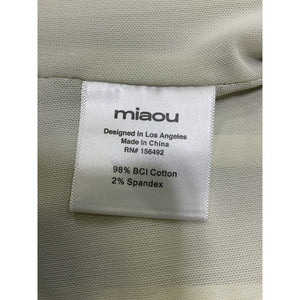 miaou
Designed in Los Angeles
Made in China
RN# 156492
98% BCI Cotton
2% Spandex